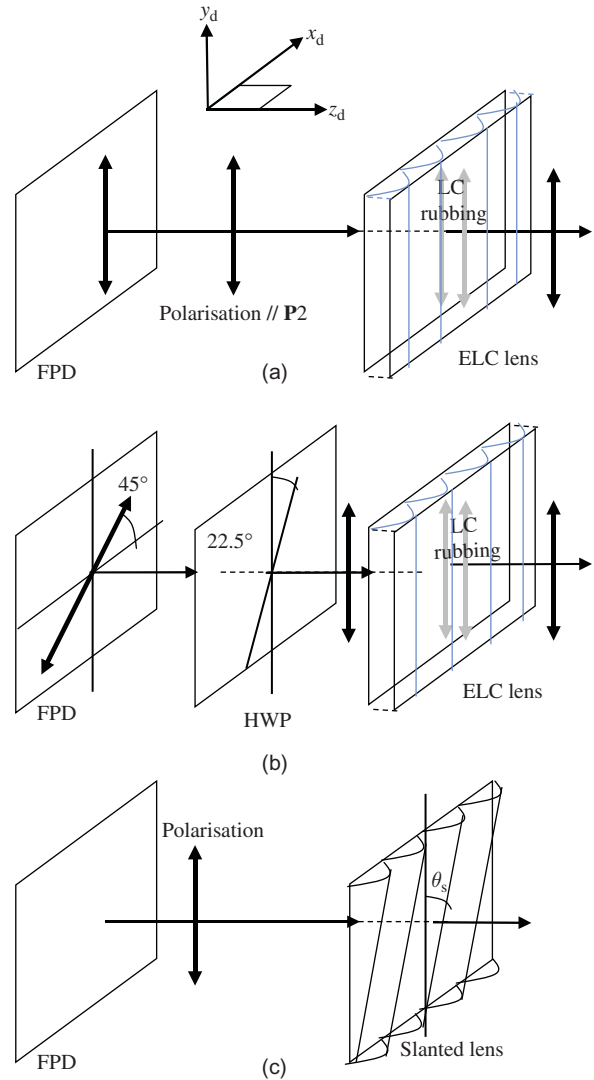 y_d
x_d
z_d
LC
rubbing
Polarisation // P2
FPD
ELC lens
(a)
45°
22.5°
LC
rubbing
FPD
HWP
ELC lens
(b)
Polarisation
θ_s
FPD
Slanted lens
(c)